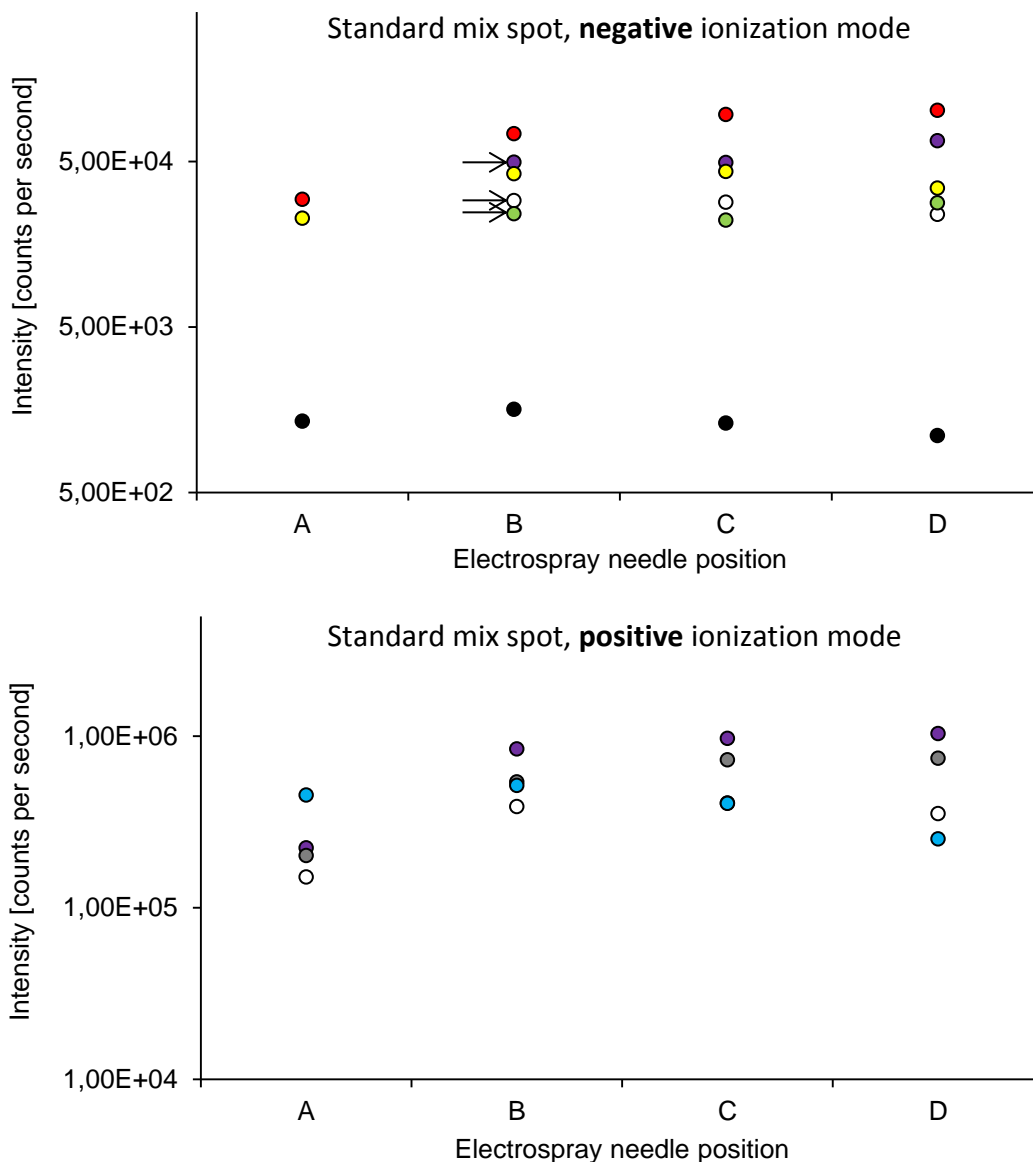 Standard mix spot, negative ionization mode
Intensity [counts per second]
5,00E+04
5,00E+03
5,00E+02
A B C D
Electrospray needle position
Standard mix spot, positive ionization mode
Intensity [counts per second]
1,00E+06
1,00E+05
1,00E+04
A B C D
Electrospray needle position